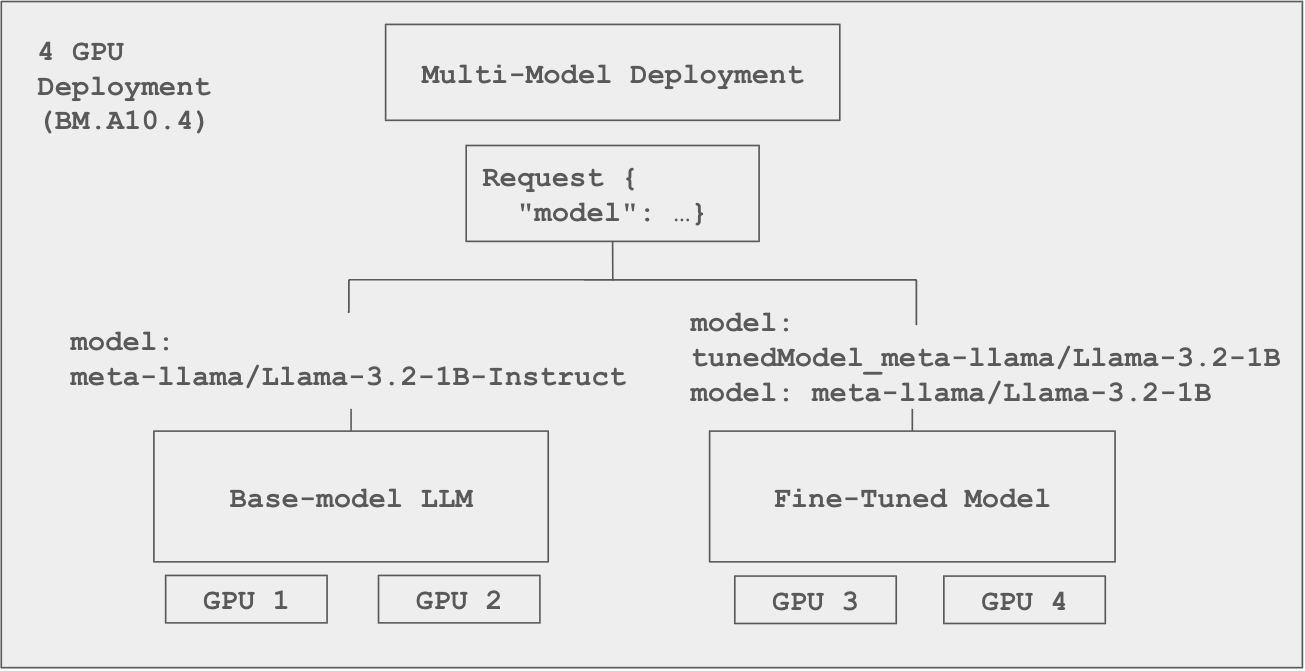 4 GPU
Deployment
(BM.A10.4)
Multi-Model Deployment
Request {
"model": …}
model:
meta-llama/Llama-3.2-1B-Instruct
model:
tunedModel_meta-llama/Llama-3.2-1B
model: meta-llama/Llama-3.2-1B
Base-model LLM
Fine-Tuned Model
GPU 1
GPU 2
GPU 3
GPU 4